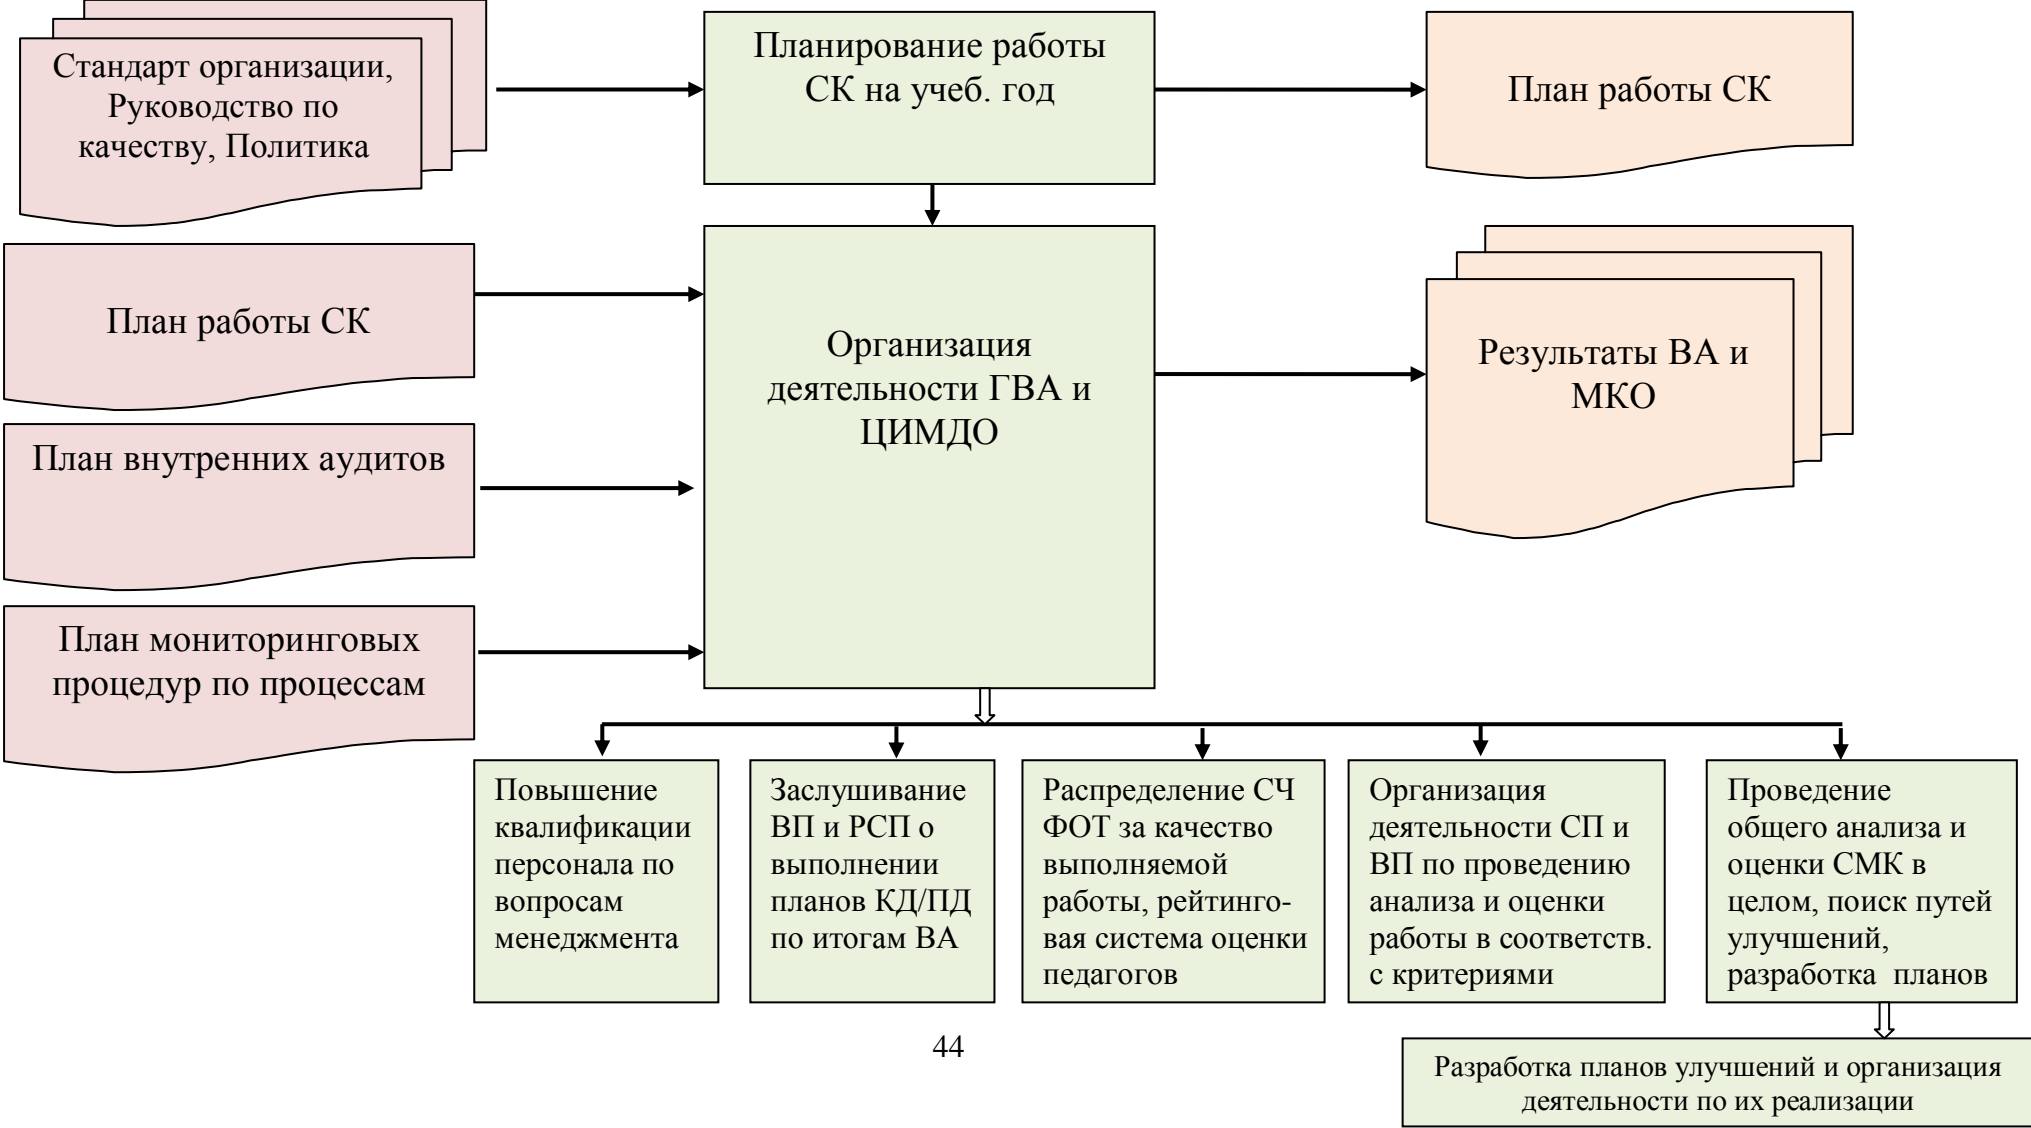 Стандарт организации,
Руководство по
качеству, Политика
Планирование работы
СК на учеб. год
План работы СК
План работы СК
Организация
деятельности ГВА и
ЦИМДО
Результаты ВА и
МКО
План внутренних аудитов
План мониторинговых
процедур по процессам
Повышение
квалификации
персонала по
вопросам
менеджмента
Заслушивание
ВП и РСП о
выполнении
планов КД/ПД
по итогам ВА
Распределение СЧ
ФОТ за качество
выполняемой
работы, рейтинго-
вая система оценки
педагогов
Организация
деятельности СП и
ВП по проведению
анализа и оценки
работы в соответств.
с критериями
Проведение
общего анализа и
оценки СМК в
целом, поиск путей
улучшений,
разработка планов
44
Разработка планов улучшений и организация
деятельности по их реализации